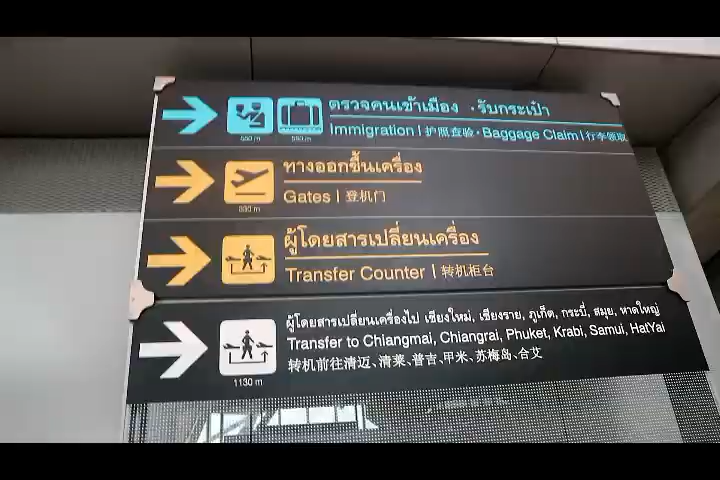 ตรวจคนเข้าเมือง · รับกระเป๋า
Immigration | 护照查验 · Baggage Claim | 行李领取
550 m 550 m
ทางออกขึ้นเครื่อง
Gates | 登机门
ผู้โดยสารเปลี่ยนเครื่อง
Transfer Counter | 转机柜台
ผู้โดยสารเปลี่ยนเครื่องไป เชียงใหม่, เชียงราย, ภูเก็ต, กระบี่, สมุย, หาดใหญ่
Transfer to Chiangmai, Chiangrai, Phuket, Krabi, Samui, HatYai
转机前往清迈、清莱、普吉、甲米、苏梅岛、合艾
1130 m